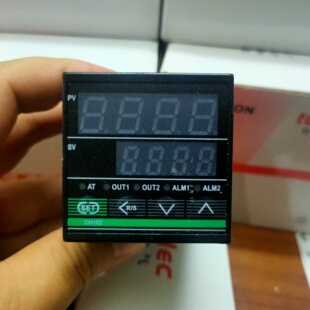 PV
8888
SV
8888
AT OUT1 OUT2 ALM1 ALM2
SET <R/S
CH102